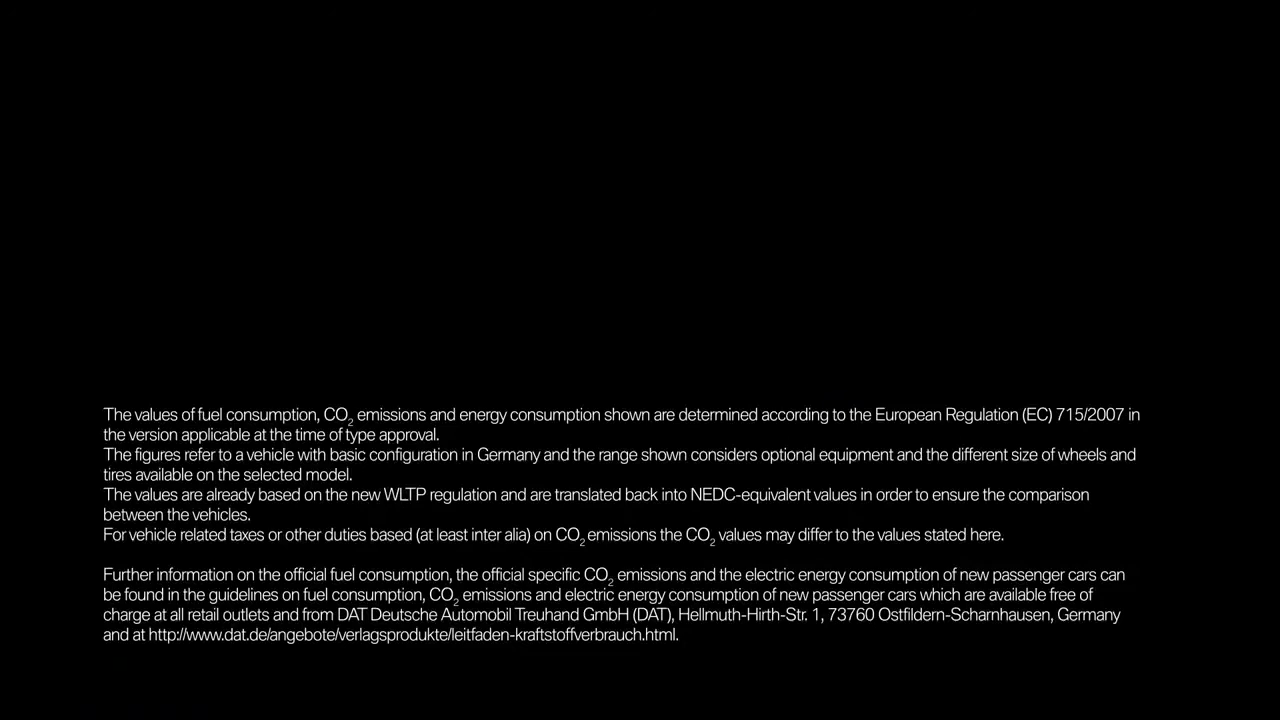 The values of fuel consumption, CO₂ emissions and energy consumption shown are determined according to the European Regulation (EC) 715/2007 in
the version applicable at the time of type approval.
The figures refer to a vehicle with basic configuration in Germany and the range shown considers optional equipment and the different size of wheels and
tires available on the selected model.
The values are already based on the new WLTP regulation and are translated back into NEDC-equivalent values in order to ensure the comparison
between the vehicles.
For vehicle related taxes or other duties based (at least inter alia) on CO₂ emissions the CO₂ values may differ to the values stated here.
Further information on the official fuel consumption, the official specific CO₂ emissions and the electric energy consumption of new passenger cars can
be found in the guidelines on fuel consumption, CO₂ emissions and electric energy consumption of new passenger cars which are available free of
charge at all retail outlets and from DAT Deutsche Automobil Treuhand GmbH (DAT), Hellmuth-Hirth-Str. 1, 73760 Ostfildern-Scharnhausen, Germany
and at http://www.dat.de/angebote/verlagsprodukte/leitfaden-kraftstoffverbrauch.html.